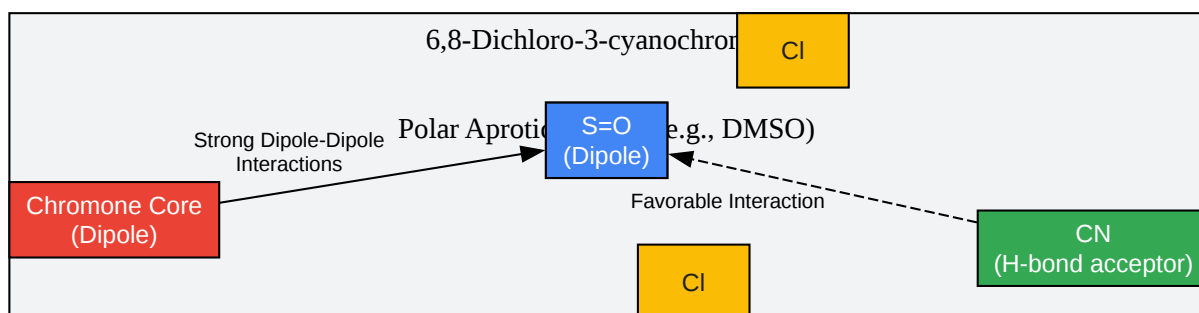 6,8-Dichloro-3-cyanochrom
Cl
Polar Aprotic e.g., DMSO)
S=O
(Dipole)
Strong Dipole-Dipole
Interactions
Favorable Interaction
Chromone Core
(Dipole)
CN
(H-bond acceptor)
Cl